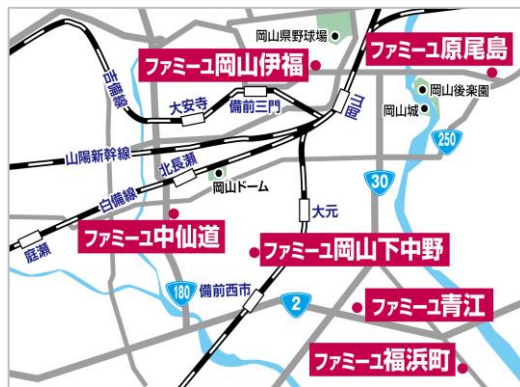 岡山県野球場
ファミーユ岡山伊福
ファミーユ原尾島
吉備線
大安寺
備前三門
岡山
岡山後楽園
岡山城
250
山陽新幹線
北長瀬
白備線
岡山ドーム
30
大元
庭瀬
ファミーユ中仙道
ファミーユ岡山下中野
180
備前西市
2
ファミーユ青江
ファミーユ福浜町